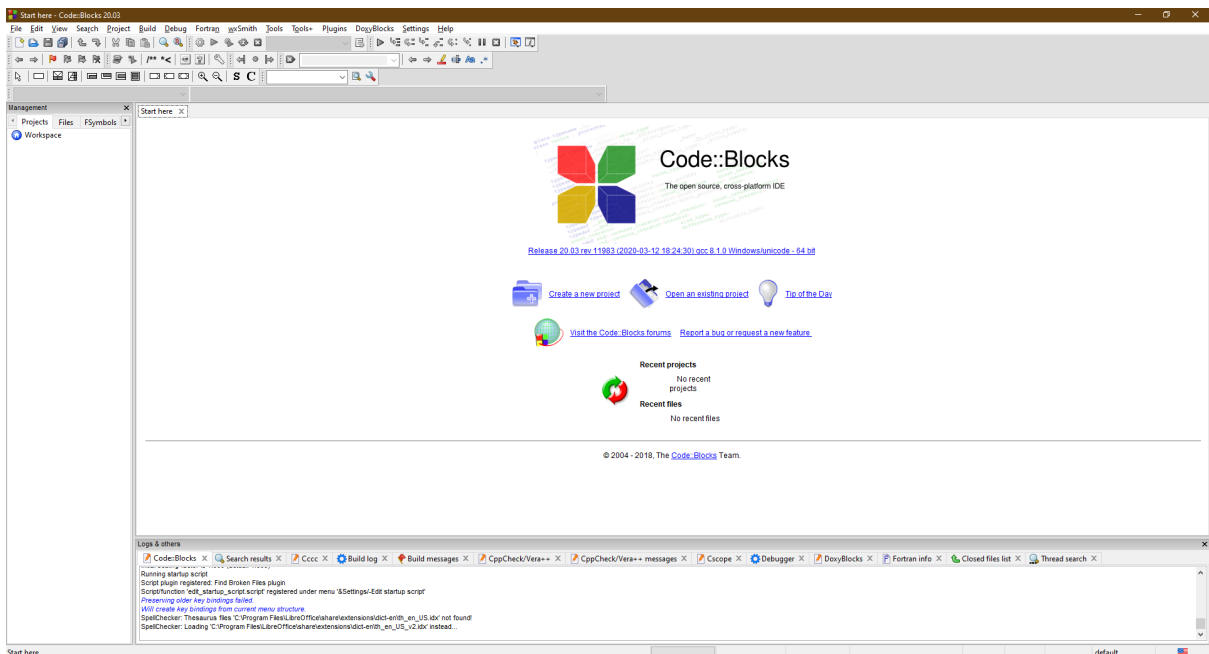 Start here - Code::Blocks 20.03
File Edit View Search Project Build Debug Fortran wxSmith Tools Tools+ Plugins DoxyBlocks Settings Help
/** *<
S C
Management
Projects Files FSymbols
Workspace
Start here
Code::Blocks
The open source, cross-platform IDE
Release 20.03 rev 11983 (2020-03-12 18:24:30) gcc 8.1.0 Windows/unicode - 64 bit
Create a new project Open an existing project Tip of the Day
Visit the Code::Blocks forums Report a bug or request a new feature
Recent projects
No recent
projects
Recent files
No recent files
© 2004 - 2018, The Code::Blocks Team.
Logs & others
Code::Blocks Search results Cccc Build log Build messages CppCheck/Vera++ CppCheck/Vera++ messages Cscope Debugger DoxyBlocks Fortran info Closed files list Thread search
Running startup script
Script plugin registered: Find Broken Files plugin
Script/function 'edit_startup_script.script' registered under menu '&Settings/-Edit startup script'
Preserving older key bindings failed.
Will create key bindings from current menu structure.
SpellChecker: Thesaurus files 'C:\Program Files\LibreOffice\share\extensions\dict-en\th_en_US.idx' not found!
SpellChecker: Loading 'C:\Program Files\LibreOffice\share\extensions\dict-en\th_en_US_v2.idx' instead...
Start here default